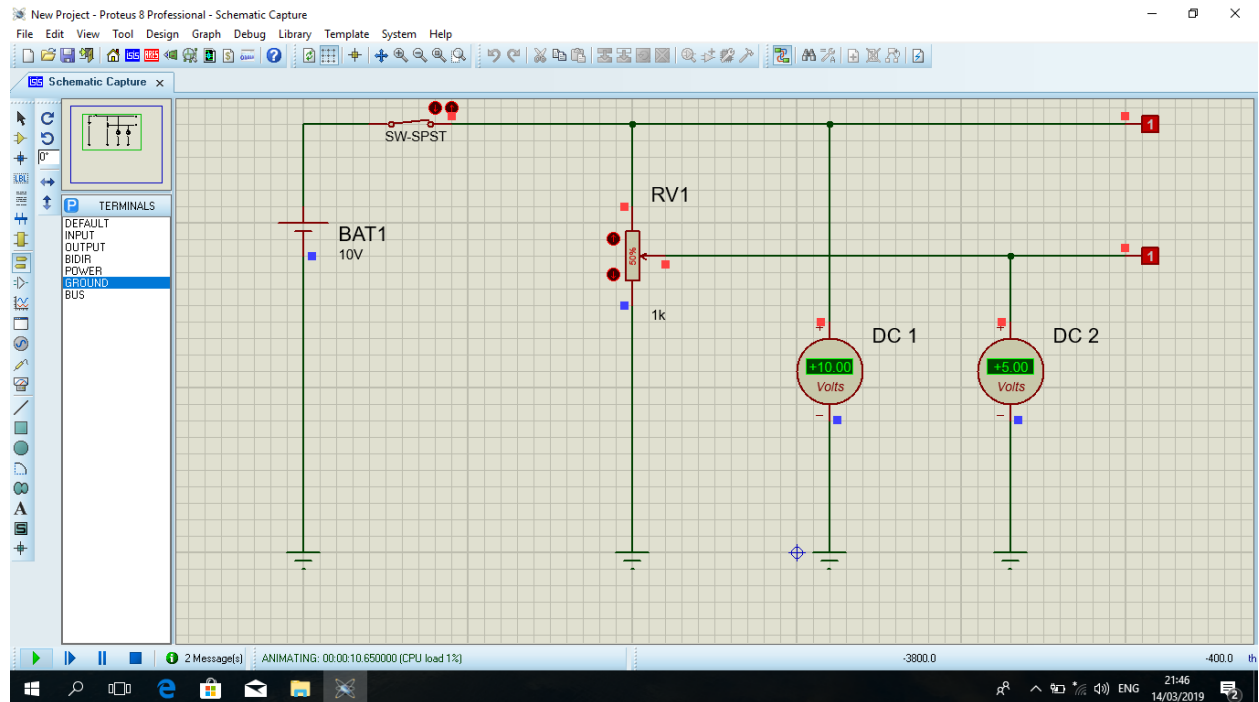 New Project - Proteus 8 Professional - Schematic Capture
File Edit View Tool Design Graph Debug Library Template System Help
Schematic Capture x
SW-SPST
0°
TERMINALS
DEFAULT
INPUT
OUTPUT
BIDIR
POWER
GROUND
BUS
BAT1
10V
RV1
50%
1k
1
1
DC 1
+10.00
Volts
DC 2
+5.00
Volts
2 Message(s)
ANIMATING: 00:00:10.650000 (CPU load 1%)
-3800.0
-400.0
th
ENG
21:46
14/03/2019
2